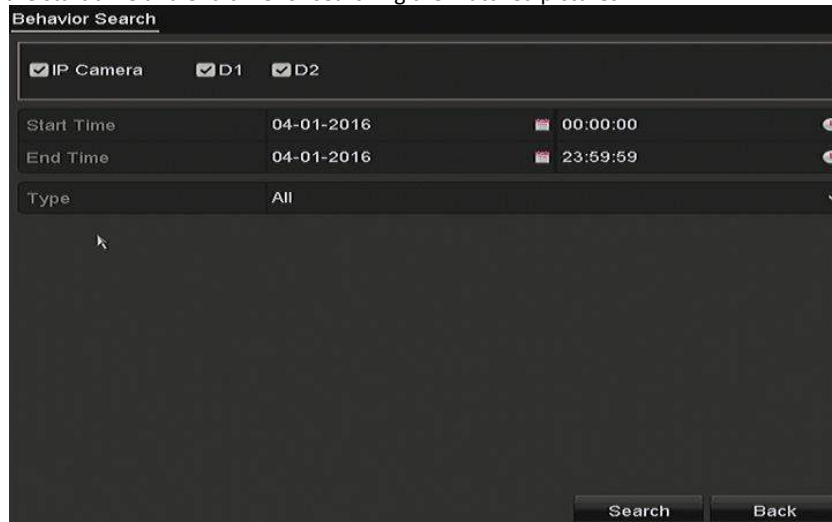 Behavior Search
IP Camera D1 D2
Start Time 04-01-2016 00:00:00
End Time 04-01-2016 23:59:59
Type All
Search Back